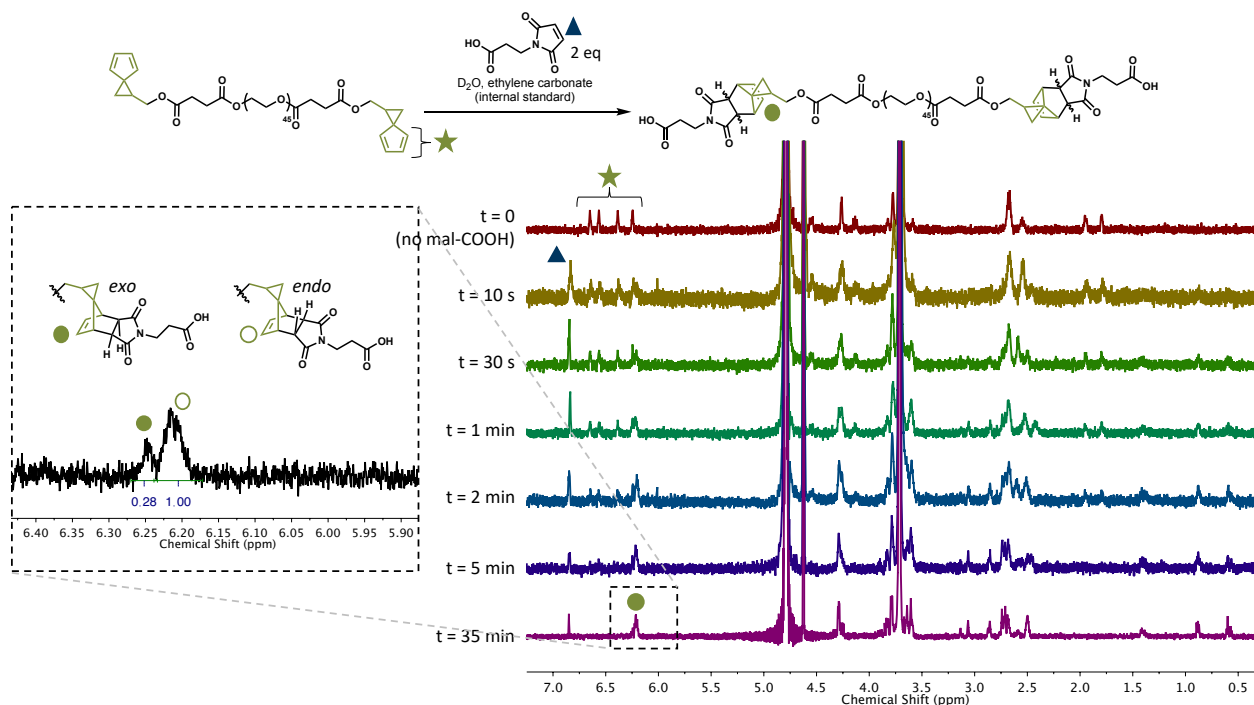 O
HO
N
O
O
2 eq
D₂O, ethylene carbonate
(internal standard)
O
O
O
O
45
O
O
O
O
HO
O
N
O
O
H
H
O
O
O
O
45
O
O
O
O
H
H
O
N
O
O
OH
t = 0
(no mal-COOH)
t = 10 s
t = 30 s
t = 1 min
t = 2 min
t = 5 min
t = 35 min
7.0 6.5 6.0 5.5 5.0 4.5 4.0 3.5 3.0 2.5 2.0 1.5 1.0 0.5
Chemical Shift (ppm)
exo
O
N
O
H
H
O
OH
endo
H
H
O
N
O
O
OH
0.28 1.00
6.40 6.35 6.30 6.25 6.20 6.15 6.10 6.05 6.00 5.95 5.90
Chemical Shift (ppm)